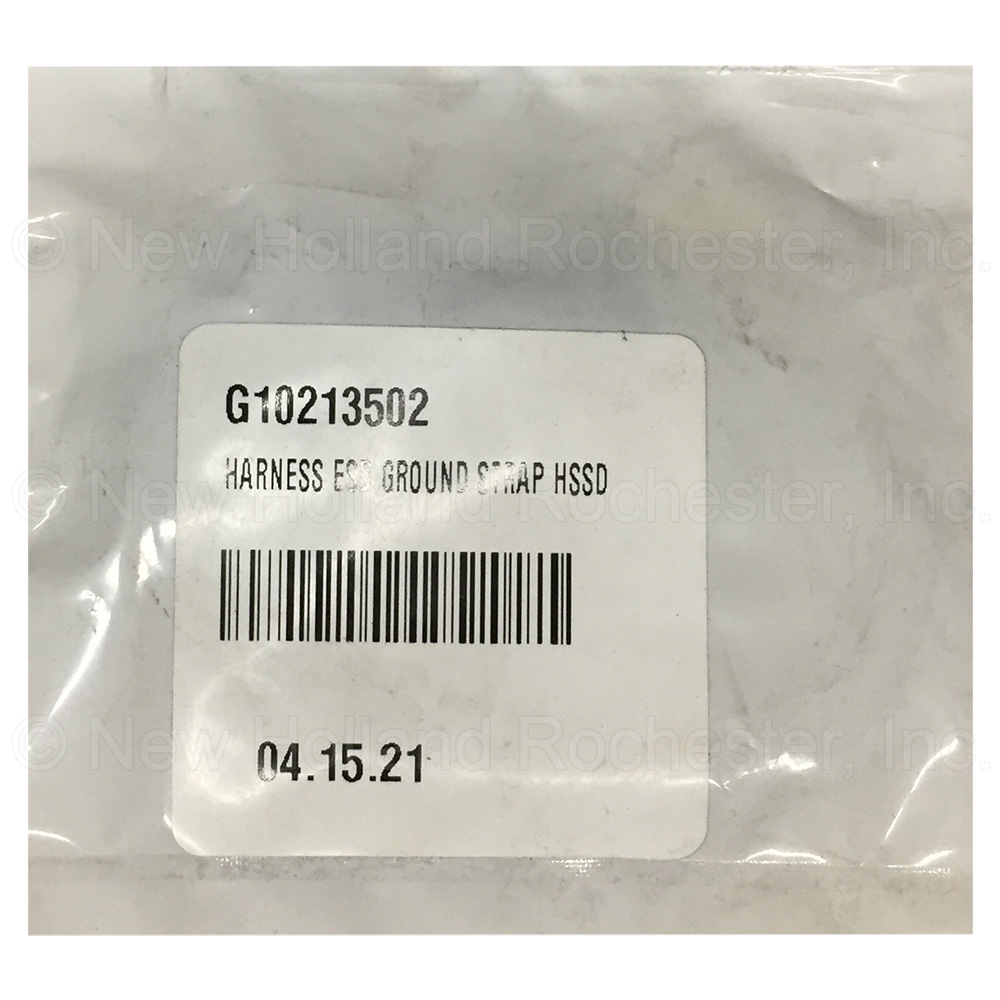 © New Holland Rochester, Inc.
G10213502
HARNESS ESD GROUND STRAP HSSD
© New Holland Rochester, Inc.
04.15.21
© New Holland Rochester, Inc.